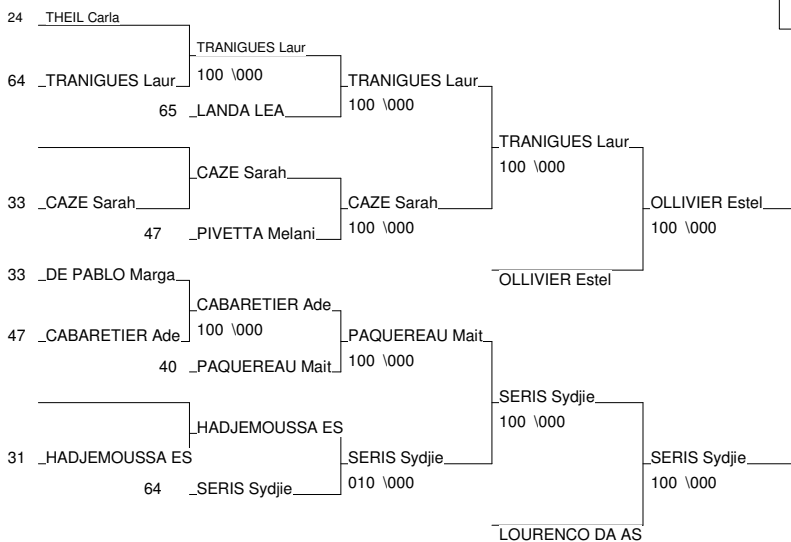 24 THEIL Carla
TRANIGUES Laur
64 TRANIGUES Laur 100 \000 TRANIGUES Laur
65 LANDA LEA 100 \000
TRANIGUES Laur
100 \000
CAZE Sarah
33 CAZE Sarah CAZE Sarah OLLIVIER Estel
47 PIVETTA Melani 100 \000 100 \000
33 DE PABLO Marga OLLIVIER Estel
CABARETIER Ade
47 CABARETIER Ade 100 \000 PAQUEREAU Mait
40 PAQUEREAU Mait 100 \000
SERIS Sydjie
100 \000
HADJEMOUSSA ES
31 HADJEMOUSSA ES SERIS Sydjie SERIS Sydjie
64 SERIS Sydjie 010 \000 100 \000
LOURENCO DA AS